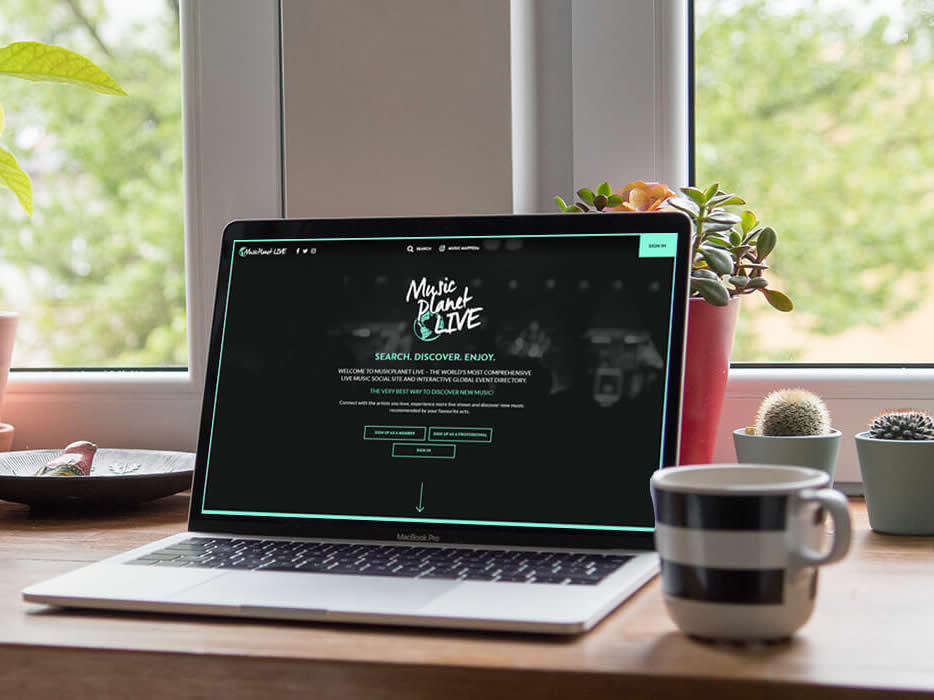 MusicPlanet LIVE
SEARCH
MUSIC MAPPED
SIGN IN
Music
Planet
LIVE
SEARCH. DISCOVER. ENJOY.
WELCOME TO MUSICPLANET LIVE – THE WORLD'S MOST COMPREHENSIVE
LIVE MUSIC SOCIAL SITE AND INTERACTIVE GLOBAL EVENT DIRECTORY.
THE VERY BEST WAY TO DISCOVER NEW MUSIC!
Connect with the artists you love, experience more live shows and discover new music
recommended by your favourite acts.
SIGN UP AS A MEMBER
SIGN UP AS A PROFESSIONAL
SIGN IN
MacBook Pro